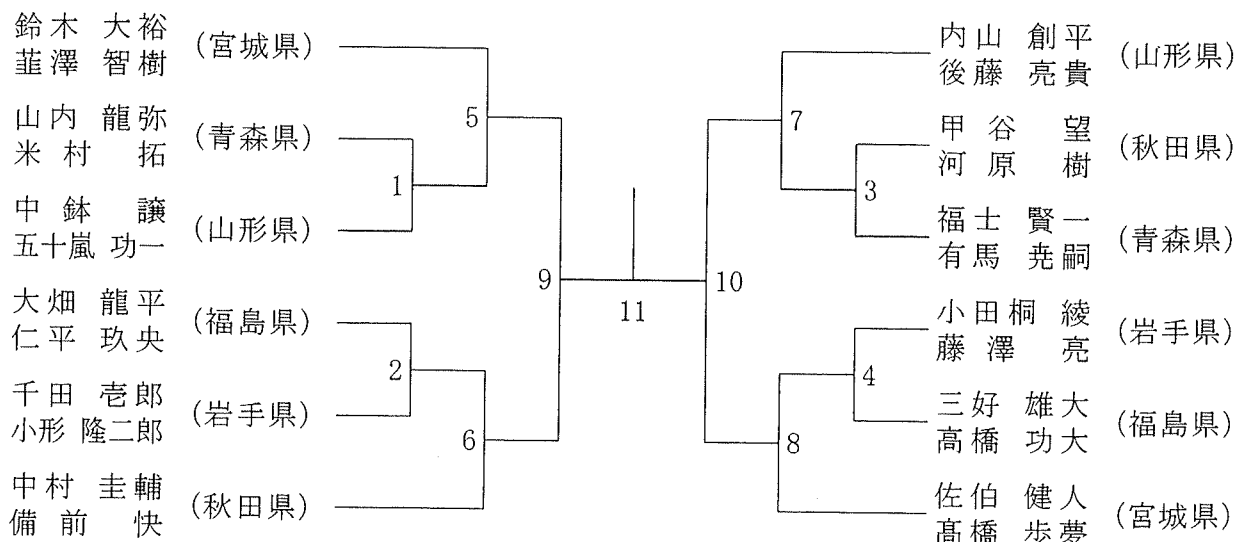 鈴木 大裕
韮澤 智樹
(宮城県)
山内 龍弥
米村 拓
(青森県)
中鉢 譲
五十嵐 功一
(山形県)
大畑 龍平
仁平 玖央
(福島県)
千田 壱郎
小形 隆二郎
(岩手県)
中村 圭輔
備前 快
(秋田県)
5
1
2
6
9
11
10
7
3
4
8
内山 創平
後藤 亮貴
(山形県)
甲谷 望
河原 樹
(秋田県)
福士 賢一
有馬 尭嗣
(青森県)
小田桐 綾
藤澤 亮
(岩手県)
三好 雄大
高橋 功大
(福島県)
佐伯 健人
髙橋 歩夢
(宮城県)